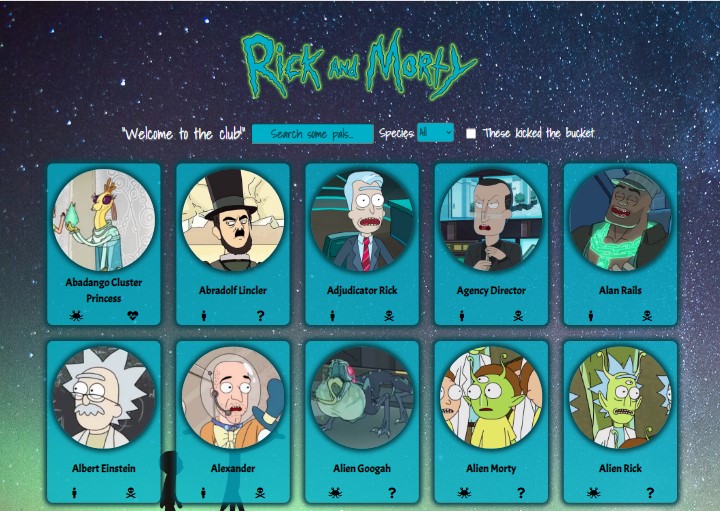 Rick and Morty
"Welcome to the club!" Search some pals... Species: All These kicked the bucket
Abadango Cluster
Princess
Abradolf Lincler
Adjudicator Rick
Agency Director
Alan Rails
Albert Einstein
Alexander
Alien Googah
Alien Morty
Alien Rick